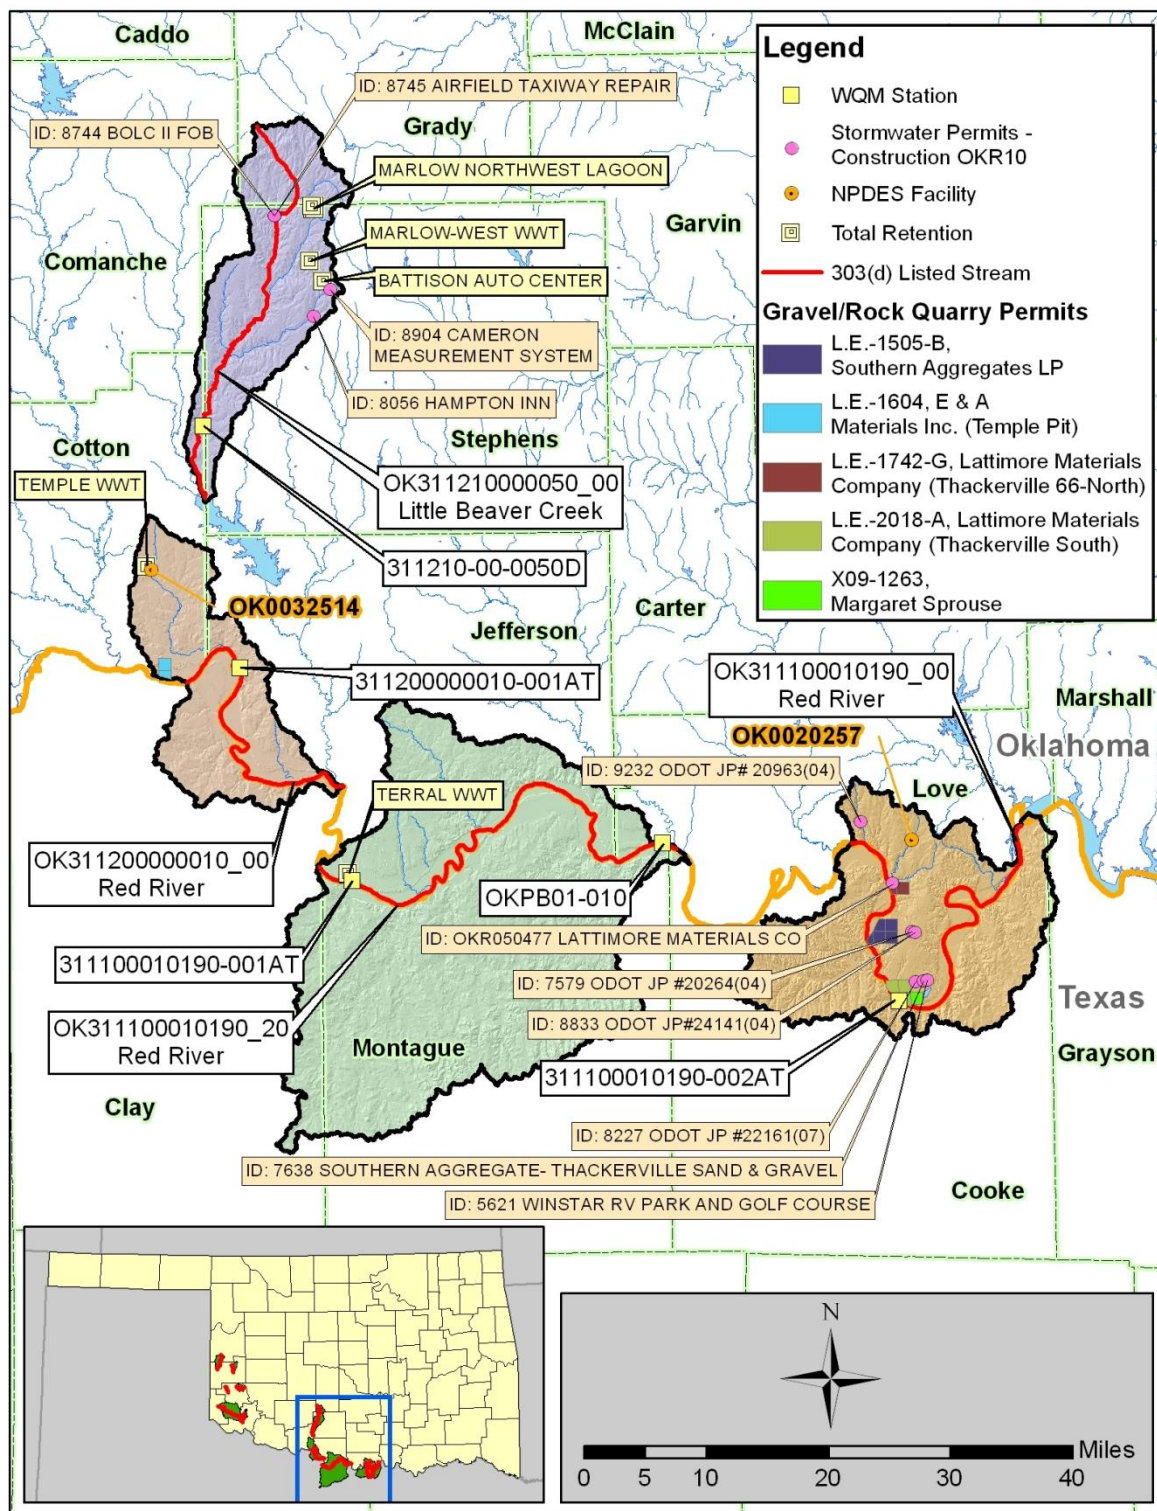 Caddo
McClain
ID: 8745 AIRFIELD TAXIWAY REPAIR
ID: 8744 BOLC II FOB
Grady
MARLOW NORTHWEST LAGOON
Garvin
MARLOW-WEST WWT
Comanche
BATTISON AUTO CENTER
ID: 8904 CAMERON
MEASUREMENT SYSTEM
ID: 8056 HAMPTON INN
Cotton
Stephens
TEMPLE WWT
OK311210000050_00
Little Beaver Creek
311210-00-0050D
OK0032514
Carter
Jefferson
311200000010-001AT
OK311100010190_00
Red River
Marshall
OK0020257
Oklahoma
ID: 9232 ODOT JP# 20963(04)
Love
TERRAL WWT
OK311200000010_00
Red River
OKPB01-010
ID: OKR050477 LATTIMORE MATERIALS CO
311100010190-001AT
ID: 7579 ODOT JP #20264(04)
Texas
OK311100010190_20
Red River
ID: 8833 ODOT JP#24141(04)
Montague
Grayson
311100010190-002AT
Clay
ID: 8227 ODOT JP #22161(07)
ID: 7638 SOUTHERN AGGREGATE- THACKERVILLE SAND & GRAVEL
ID: 5621 WINSTAR RV PARK AND GOLF COURSE
Cooke
Legend
WQM Station
Stormwater Permits -
Construction OKR10
NPDES Facility
Total Retention
303(d) Listed Stream
Gravel/Rock Quarry Permits
L.E.-1505-B,
Southern Aggregates LP
L.E.-1604, E & A
Materials Inc. (Temple Pit)
L.E.-1742-G, Lattimore Materials
Company (Thackerville 66-North)
L.E.-2018-A, Lattimore Materials
Company (Thackerville South)
X09-1263,
Margaret Sprouse
N
Miles
0 5 10 20 30 40